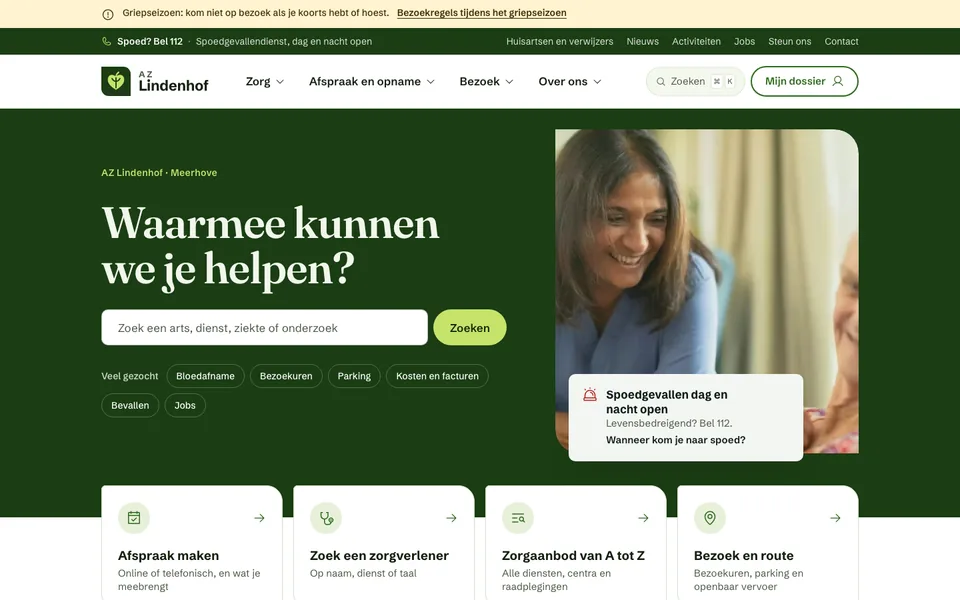 Griepseizoen: kom niet op bezoek als je koorts hebt of hoest. Bezoekregels tijdens het griepseizoen
Spoed? Bel 112 · Spoedgevallendienst, dag en nacht open
Huisartsen en verwijzers Nieuws Activiteiten Jobs Steun ons Contact
AZ
Lindenhof
Zorg Afspraak en opname Bezoek Over ons
Zoeken ⌘ K
Mijn dossier
AZ Lindenhof · Meerhove
Waarmee kunnen
we je helpen?
Zoek een arts, dienst, ziekte of onderzoek
Zoeken
Veel gezocht Bloedafname Bezoekuren Parking Kosten en facturen
Bevallen Jobs
Spoedgevallen dag en
nacht open
Levensbedreigend? Bel 112.
Wanneer kom je naar spoed?
Afspraak maken
Online of telefonisch, en wat je
meebrengt
Zoek een zorgverlener
Op naam, dienst of taal
Zorgaanbod van A tot Z
Alle diensten, centra en
raadplegingen
Bezoek en route
Bezoekuren, parking en
openbaar vervoer